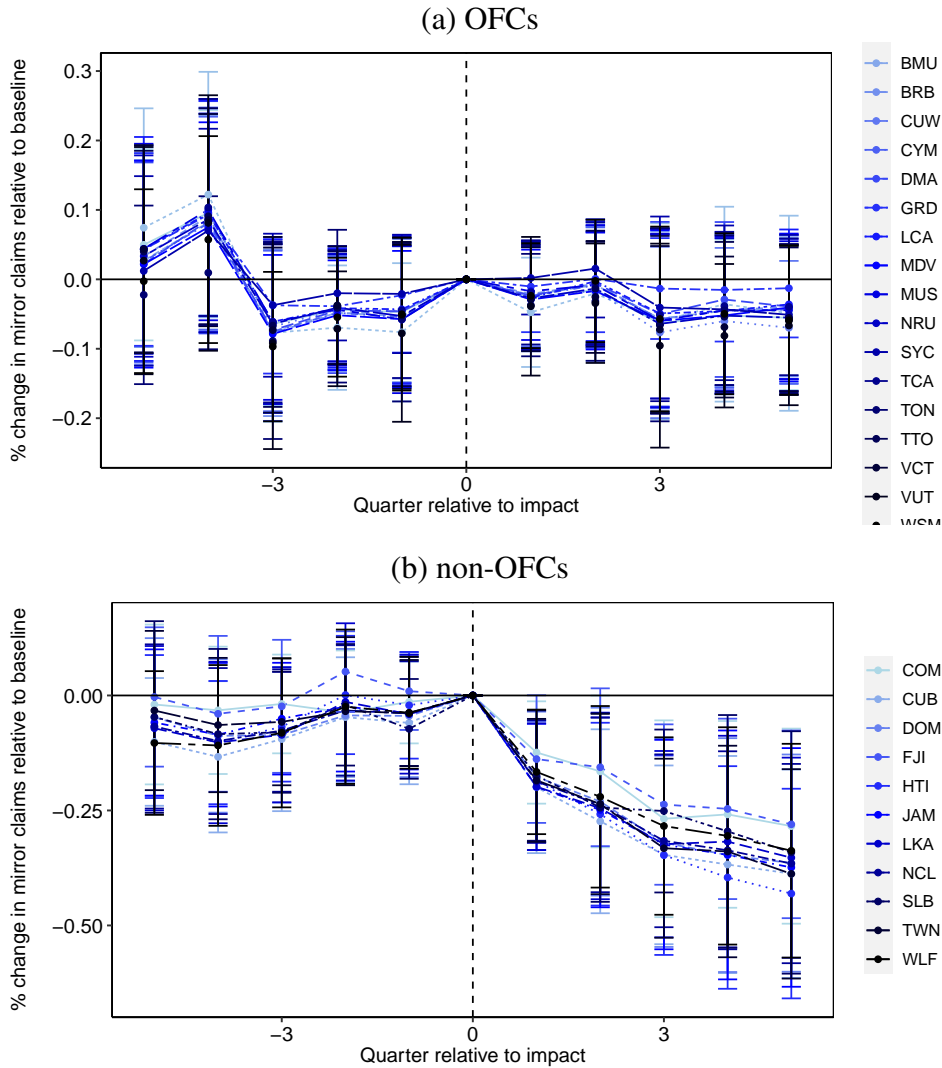 (a) OFCs
% change in mirror claims relative to baseline
0.3
0.2
0.1
0.0
−0.1
−0.2
−3
0
3
Quarter relative to impact
BMU
BRB
CUW
CYM
DMA
GRD
LCA
MDV
MUS
NRU
SYC
TCA
TON
TTO
VCT
VUT
WSM
(b) non-OFCs
% change in mirror claims relative to baseline
0.00
−0.25
−0.50
−3
0
3
Quarter relative to impact
COM
CUB
DOM
FJI
HTI
JAM
LKA
NCL
SLB
TWN
WLF